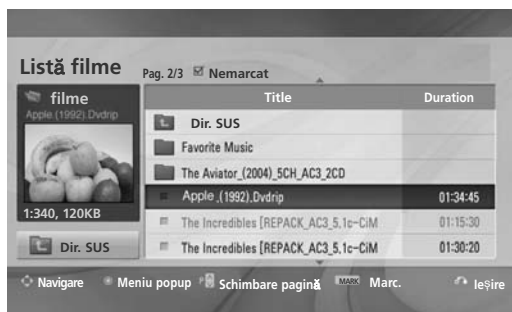 Listă filme
Pag. 2/3 Nemarcat
filme
Apple (1992).Dvdrip
1:340, 120KB
Dir. SUS
Title Duration
Dir. SUS
Favorite Music
The Aviator_(2004)_5CH_AC3_2CD
Apple_(1992).Dvdrip 01:34:45
The Incredibles [REPACK_AC3_5,1c-CiM 01:15:30
The Incredibles [REPACK_AC3_5,1c-CiM 01:30:20
Navigare Meniu popup P Schimbare pagină MARK Marc. Ieşire